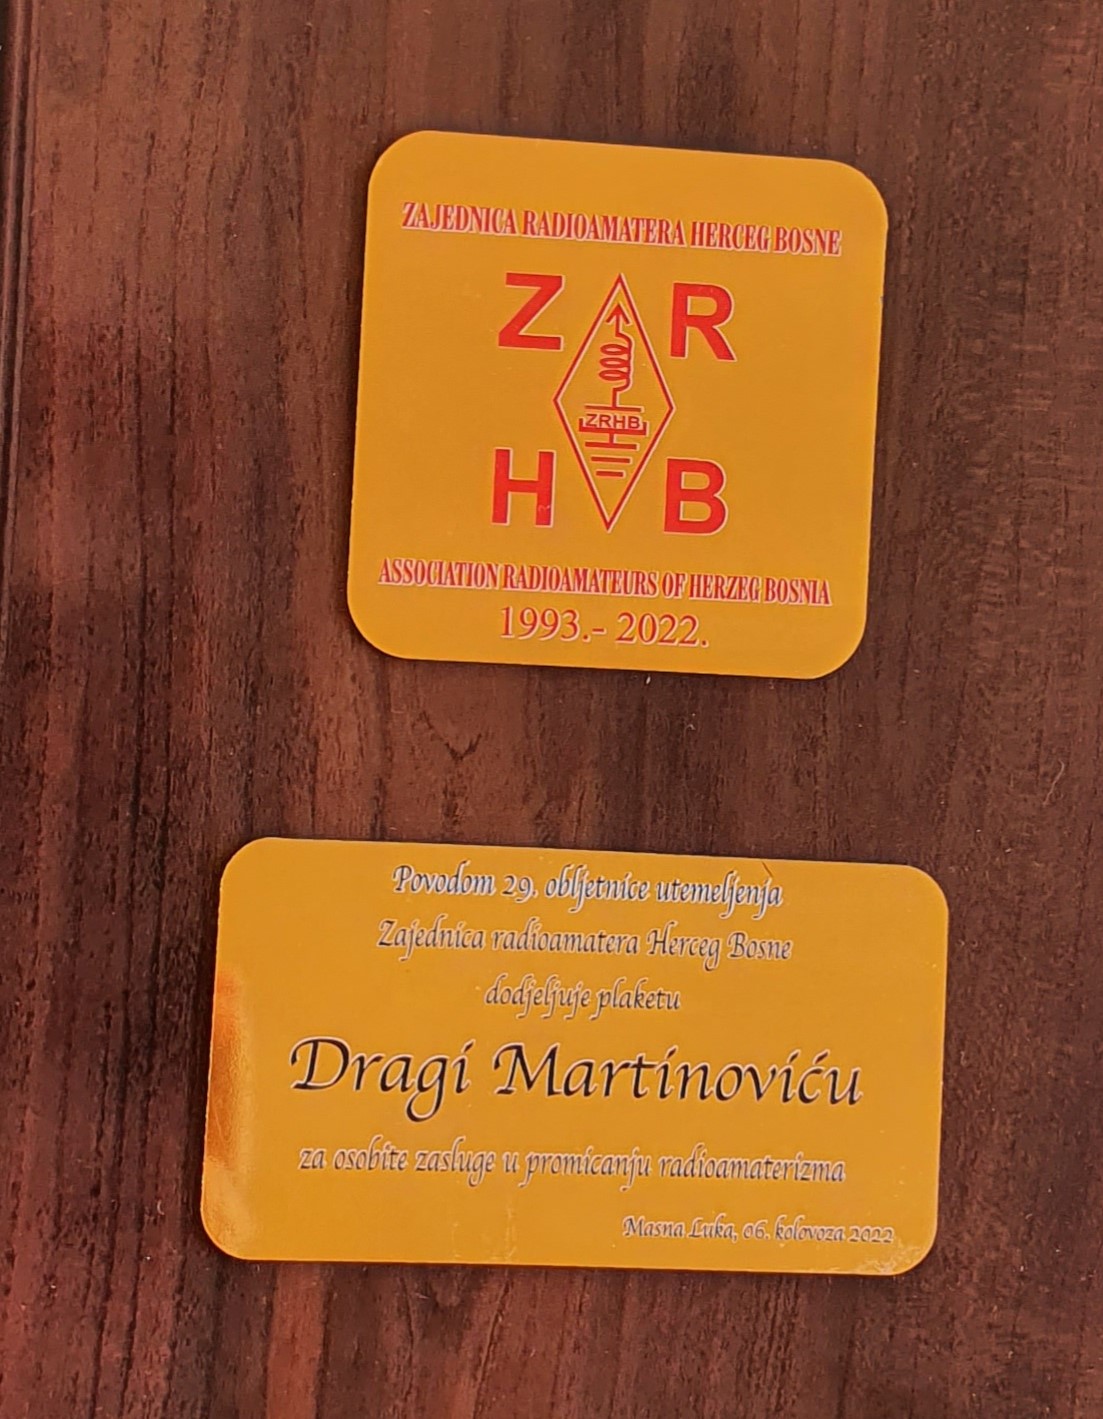 ZAJEDNICA RADIOAMATERA HERCEG BOSNE
Z R
ZRHB
H B
ASSOCIATION RADIOAMATEURS OF HERZEG BOSNIA
1993.- 2022.
Povodom 29. obljetnice utemeljenja
Zajednica radioamatera Herceg Bosne
dodjeljuje plaketu
Dragi Martinoviću
za osobite zasluge u promicanju radioamaterizma
Masna Luka, 06. kolovoza 2022